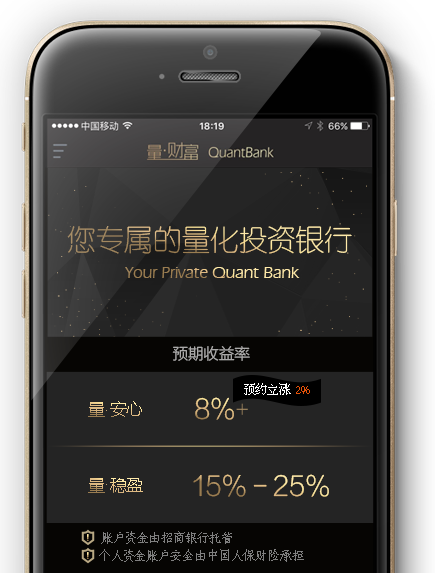 中国移动 18:19 66%
量·财富 QuantBank
您专属的量化投资银行
Your Private Quant Bank
预期收益率
预约立涨 2%
量·安心 8%+
量·稳盈 15% – 25%
账户资金由招商银行托管
个人资金账户安全由中国人保财险承担